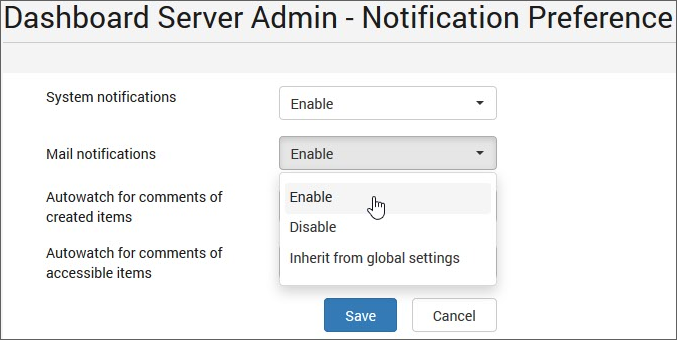 Dashboard Server Admin - Notification Preference
System notifications
Enable
Mail notifications
Enable
Autowatch for comments of
created items
Enable
Disable
Inherit from global settings
Autowatch for comments of
accessible items
Save
Cancel